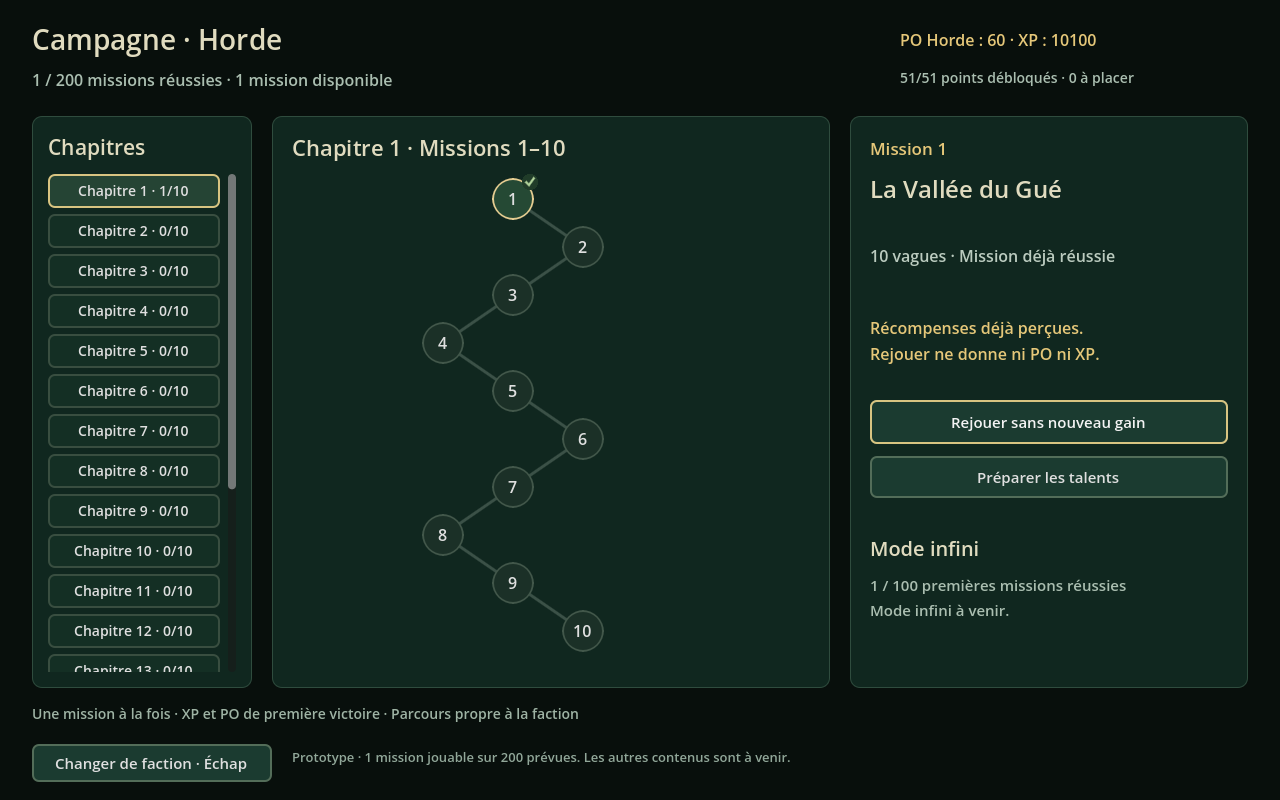 Campagne · Horde
1 / 200 missions réussies · 1 mission disponible
PO Horde : 60 · XP : 10100
51/51 points débloqués · 0 à placer
Chapitres
Chapitre 1 · 1/10
Chapitre 2 · 0/10
Chapitre 3 · 0/10
Chapitre 4 · 0/10
Chapitre 5 · 0/10
Chapitre 6 · 0/10
Chapitre 7 · 0/10
Chapitre 8 · 0/10
Chapitre 9 · 0/10
Chapitre 10 · 0/10
Chapitre 11 · 0/10
Chapitre 12 · 0/10
Chapitre 13 · 0/10
Chapitre 1 · Missions 1–10
1
2
3
4
5
6
7
8
9
10
Mission 1
La Vallée du Gué
10 vagues · Mission déjà réussie
Récompenses déjà perçues.
Rejouer ne donne ni PO ni XP.
Rejouer sans nouveau gain
Préparer les talents
Mode infini
1 / 100 premières missions réussies
Mode infini à venir.
Une mission à la fois · XP et PO de première victoire · Parcours propre à la faction
Changer de faction · Échap
Prototype · 1 mission jouable sur 200 prévues. Les autres contenus sont à venir.